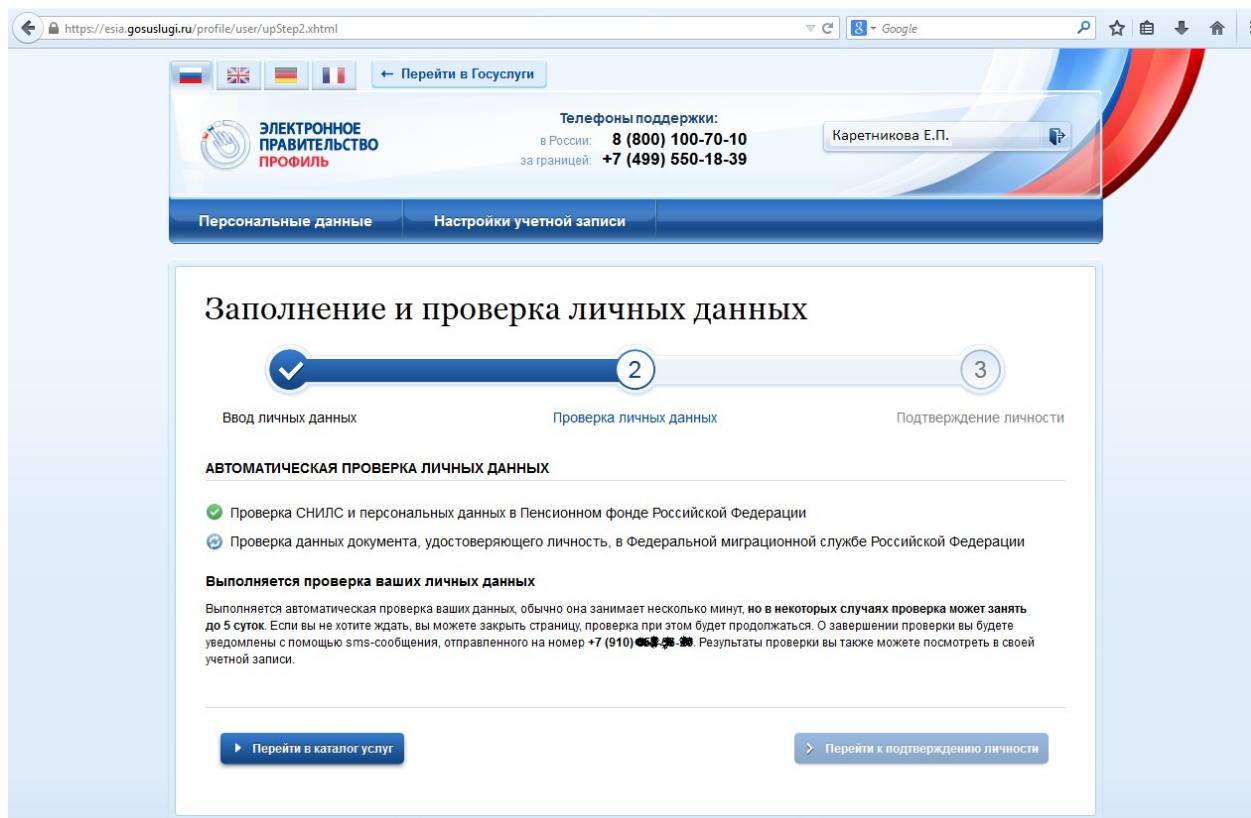 https://esia.gosuslugi.ru/profile/user/upStep2.xhtml
8 Google
← Перейти в Госуслуги
ЭЛЕКТРОННОЕ
ПРАВИТЕЛЬСТВО
ПРОФИЛЬ
Телефоны поддержки:
в России: 8 (800) 100-70-10
за границей: +7 (499) 550-18-39
Каретникова Е.П.
Персональные данные Настройки учетной записи
Заполнение и проверка личных данных
2 3
Ввод личных данных Проверка личных данных Подтверждение личности
АВТОМАТИЧЕСКАЯ ПРОВЕРКА ЛИЧНЫХ ДАННЫХ
Проверка СНИЛС и персональных данных в Пенсионном фонде Российской Федерации
Проверка данных документа, удостоверяющего личность, в Федеральной миграционной службе Российской Федерации
Выполняется проверка ваших личных данных
Выполняется автоматическая проверка ваших данных, обычно она занимает несколько минут, но в некоторых случаях проверка может занять
до 5 суток. Если вы не хотите ждать, вы можете закрыть страницу, проверка при этом будет продолжаться. О завершении проверки вы будете
уведомлены с помощью sms-сообщения, отправленного на номер +7 (910) . Результаты проверки вы также можете посмотреть в своей
учетной записи.
Перейти в каталог услуг Перейти к подтверждению личности